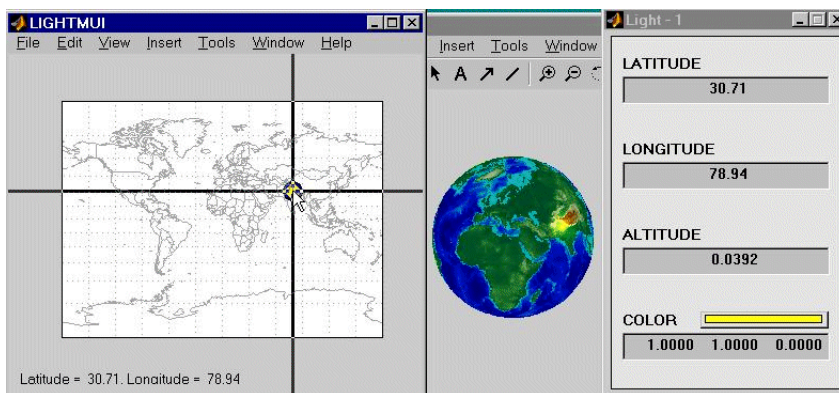 LIGHTMUI
File Edit View Insert Tools Window Help
Latitude = 30.71. Longitude = 78.94
Insert Tools Window
A
Light - 1
LATITUDE
30.71
LONGITUDE
78.94
ALTITUDE
0.0392
COLOR
1.0000 1.0000 0.0000